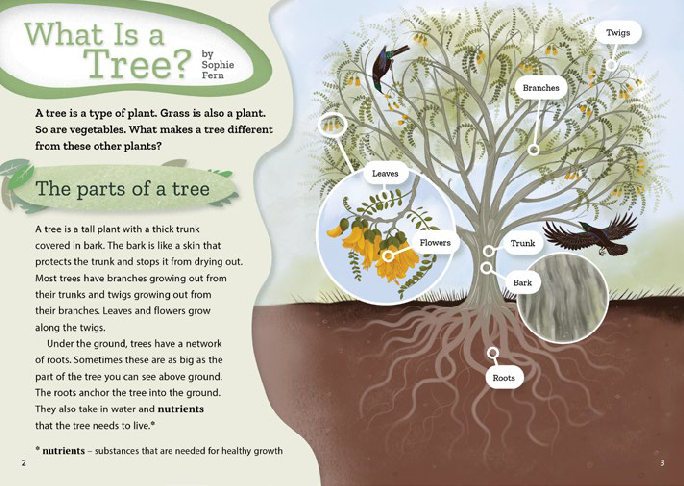 What Is a
Tree?
by
Sophie
Fern
A tree is a type of plant. Grass is also a plant.
So are vegetables. What makes a tree different
from these other plants?
The parts of a tree
A tree is a tall plant with a thick trunk
covered in bark. The bark is like a skin that
protects the trunk and stops it from drying out.
Most trees have branches growing out from
their trunks and twigs growing out from
their branches. Leaves and flowers grow
along the twigs.
Under the ground, trees have a network
of roots. Sometimes these are as big as the
part of the tree you can see above ground.
The roots anchor the tree into the ground.
They also take in water and nutrients
that the tree needs to live.*
* nutrients – substances that are needed for healthy growth
2
Twigs
Branches
Leaves
Flowers
Trunk
Bark
Roots
3